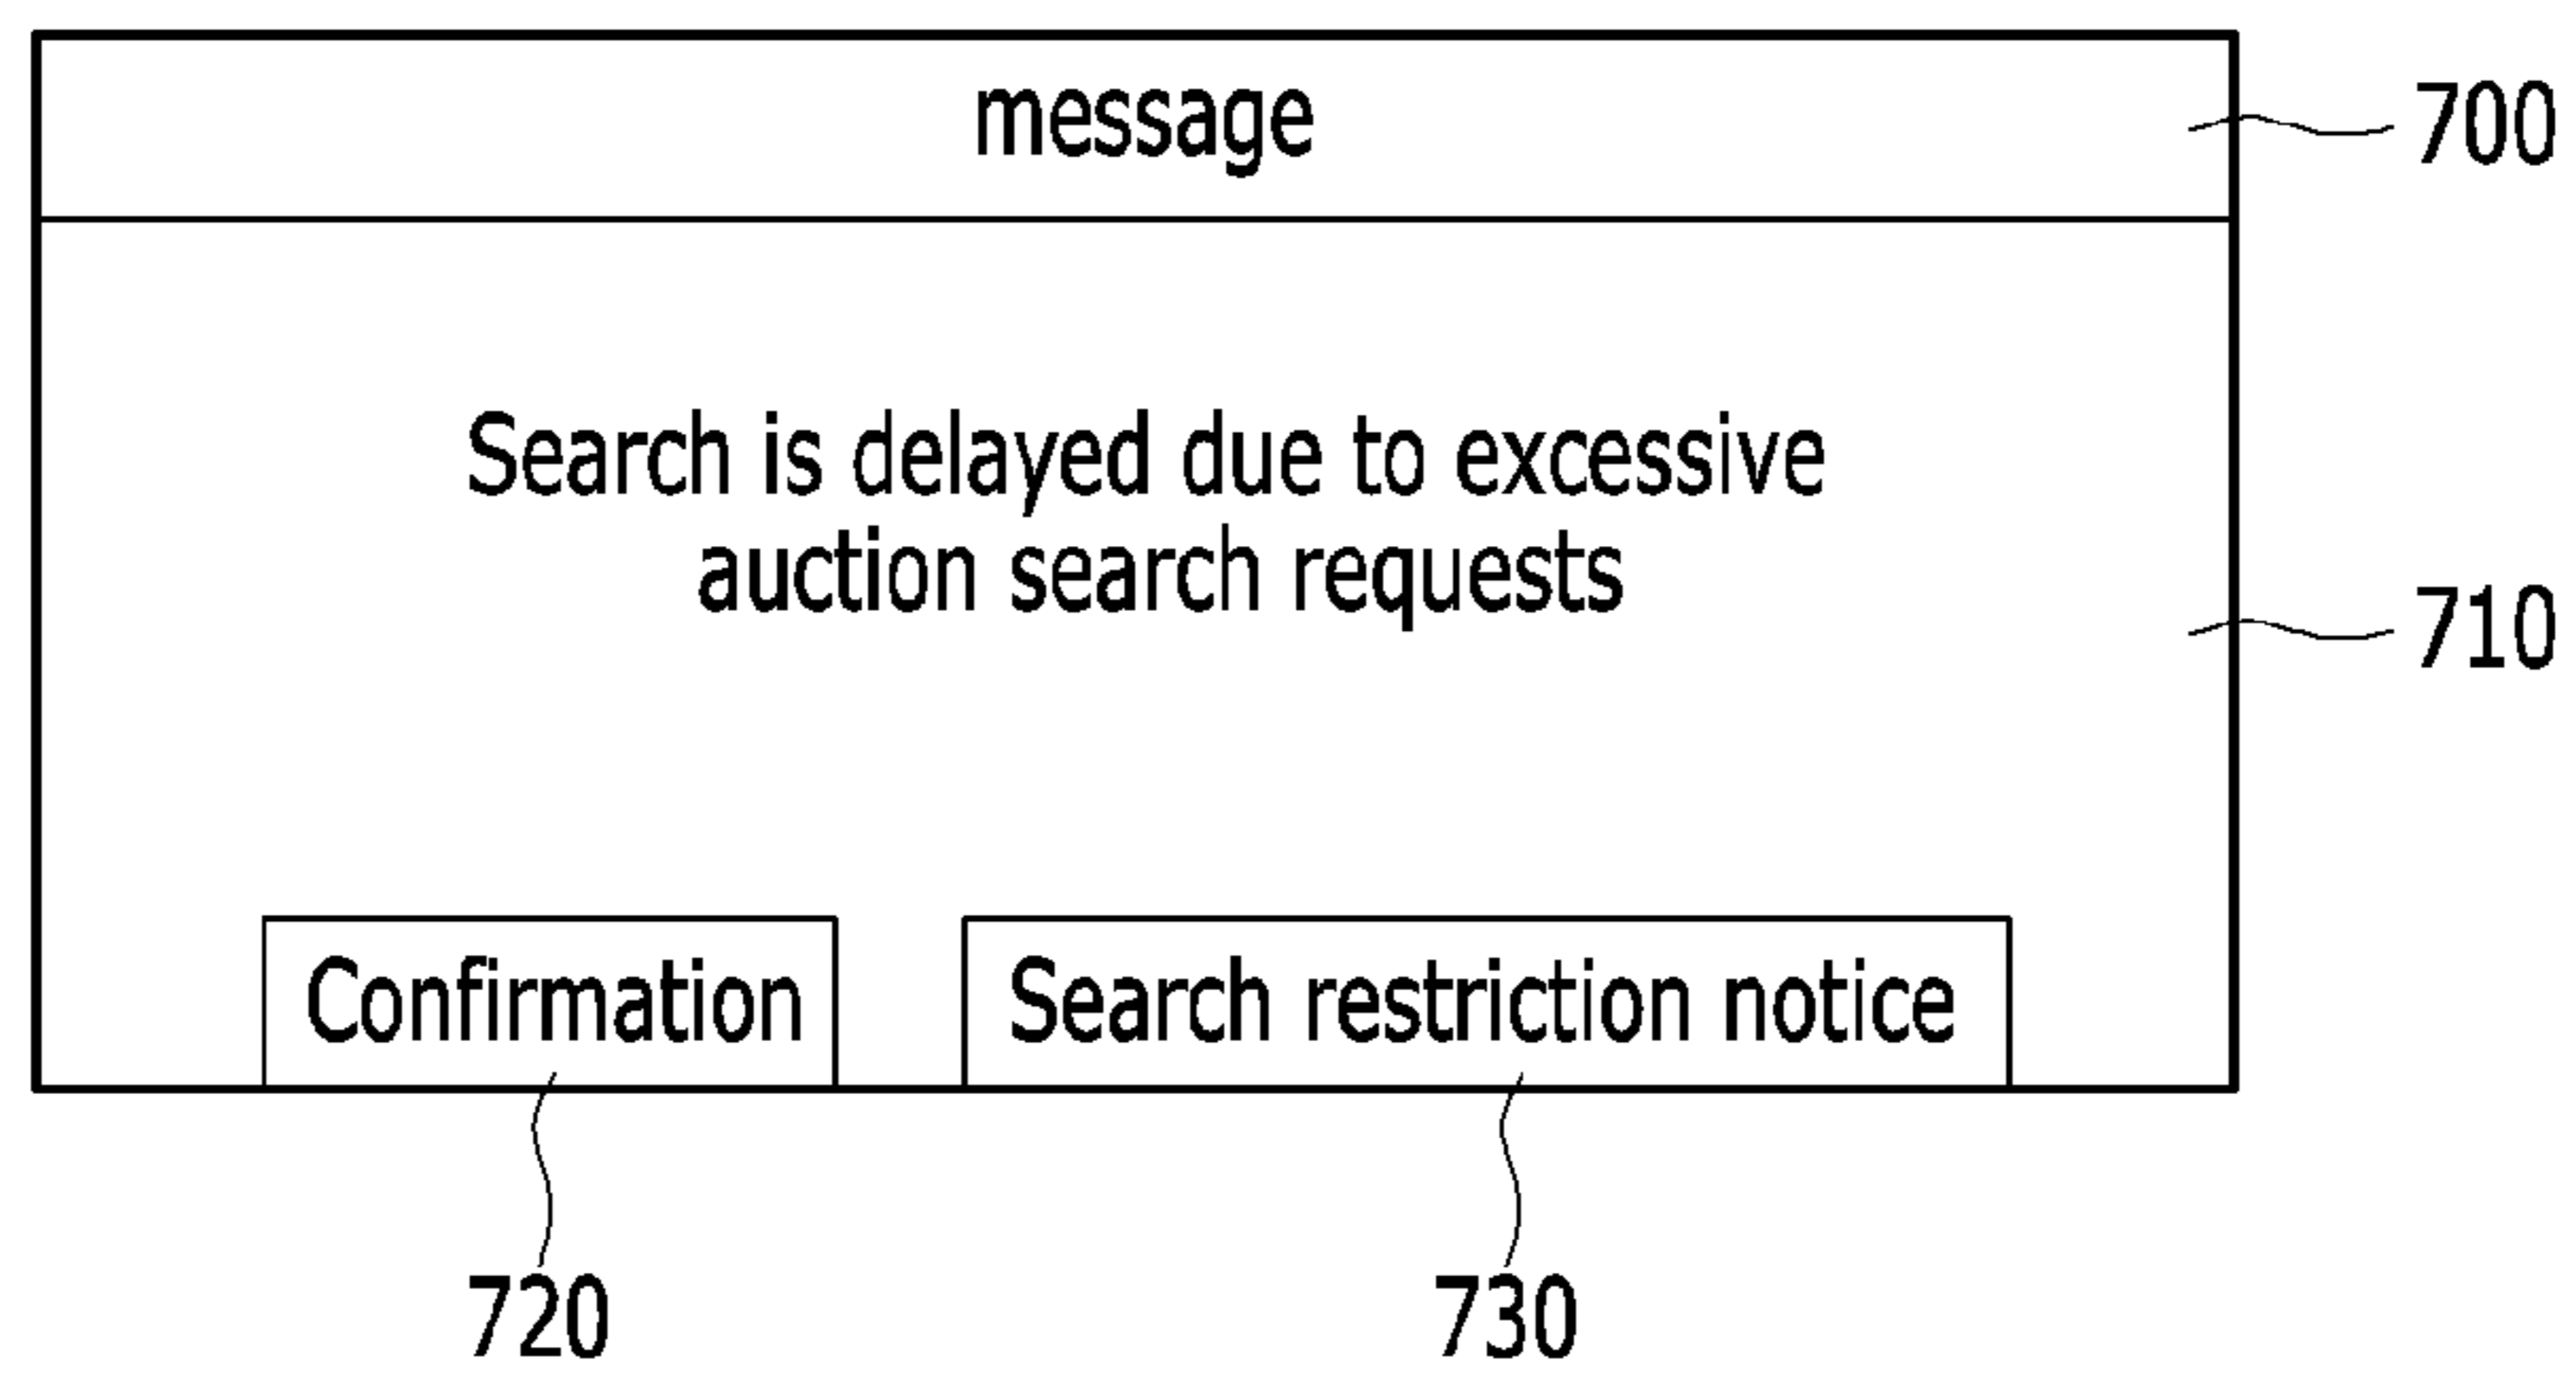 message
700
Search is delayed due to excessive
auction search requests
710
Confirmation
Search restriction notice
720
730